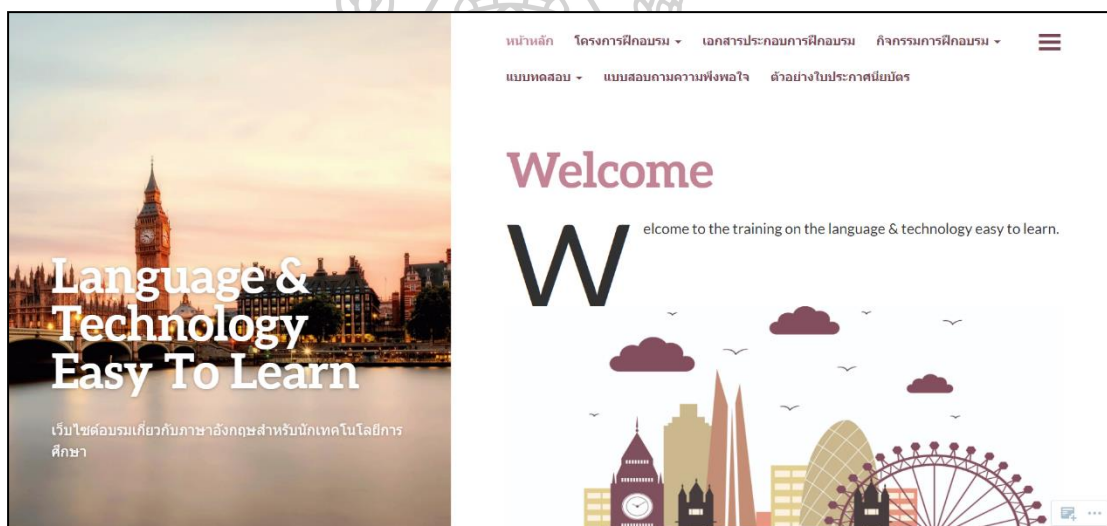 หน้าหลัก โครงการฝึกอบรม เอกสารประกอบการฝึกอบรม กิจกรรมการฝึกอบรม
แบบทดสอบ แบบสอบถามความพึงพอใจ ตัวอย่างใบประกาศนียบัตร
Language &
Technology
Easy To Learn
เว็บไซต์อบรมเกี่ยวกับภาษาอังกฤษสำหรับนักเทคโนโลยีการ
ศึกษา
Welcome
Welcome to the training on the language & technology easy to learn.